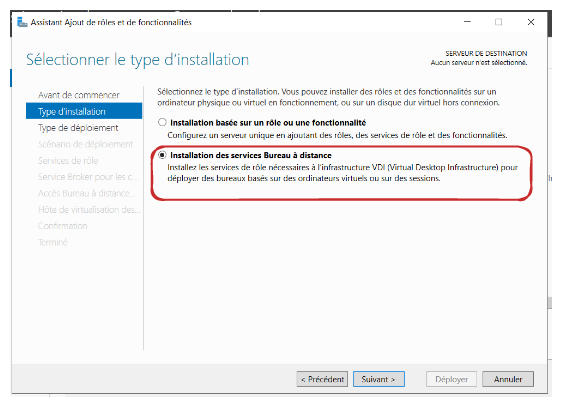 Assistant Ajout de rôles et de fonctionnalités
Sélectionner le type d'installation
SERVEUR DE DESTINATION
Aucun serveur n'est sélectionné.
Avant de commencer
Type d'installation
Type de déploiement
Scénario de déploiement
Services de rôle
Service Broker pour les c...
Accès Bureau à distance...
Hôte de virtualisation des...
Confirmation
Terminé
Sélectionnez le type d'installation. Vous pouvez installer des rôles et des fonctionnalités sur un
ordinateur physique ou virtuel en fonctionnement, ou sur un disque dur virtuel hors connexion.
Installation basée sur un rôle ou une fonctionnalité
Configurez un serveur unique en ajoutant des rôles, des services de rôle et des fonctionnalités.
Installation des services Bureau à distance
Installez les services de rôle nécessaires à l'infrastructure VDI (Virtual Desktop Infrastructure) pour
déployer des bureaux basés sur des ordinateurs virtuels ou sur des sessions.
< Précédent
Suivant >
Déployer
Annuler